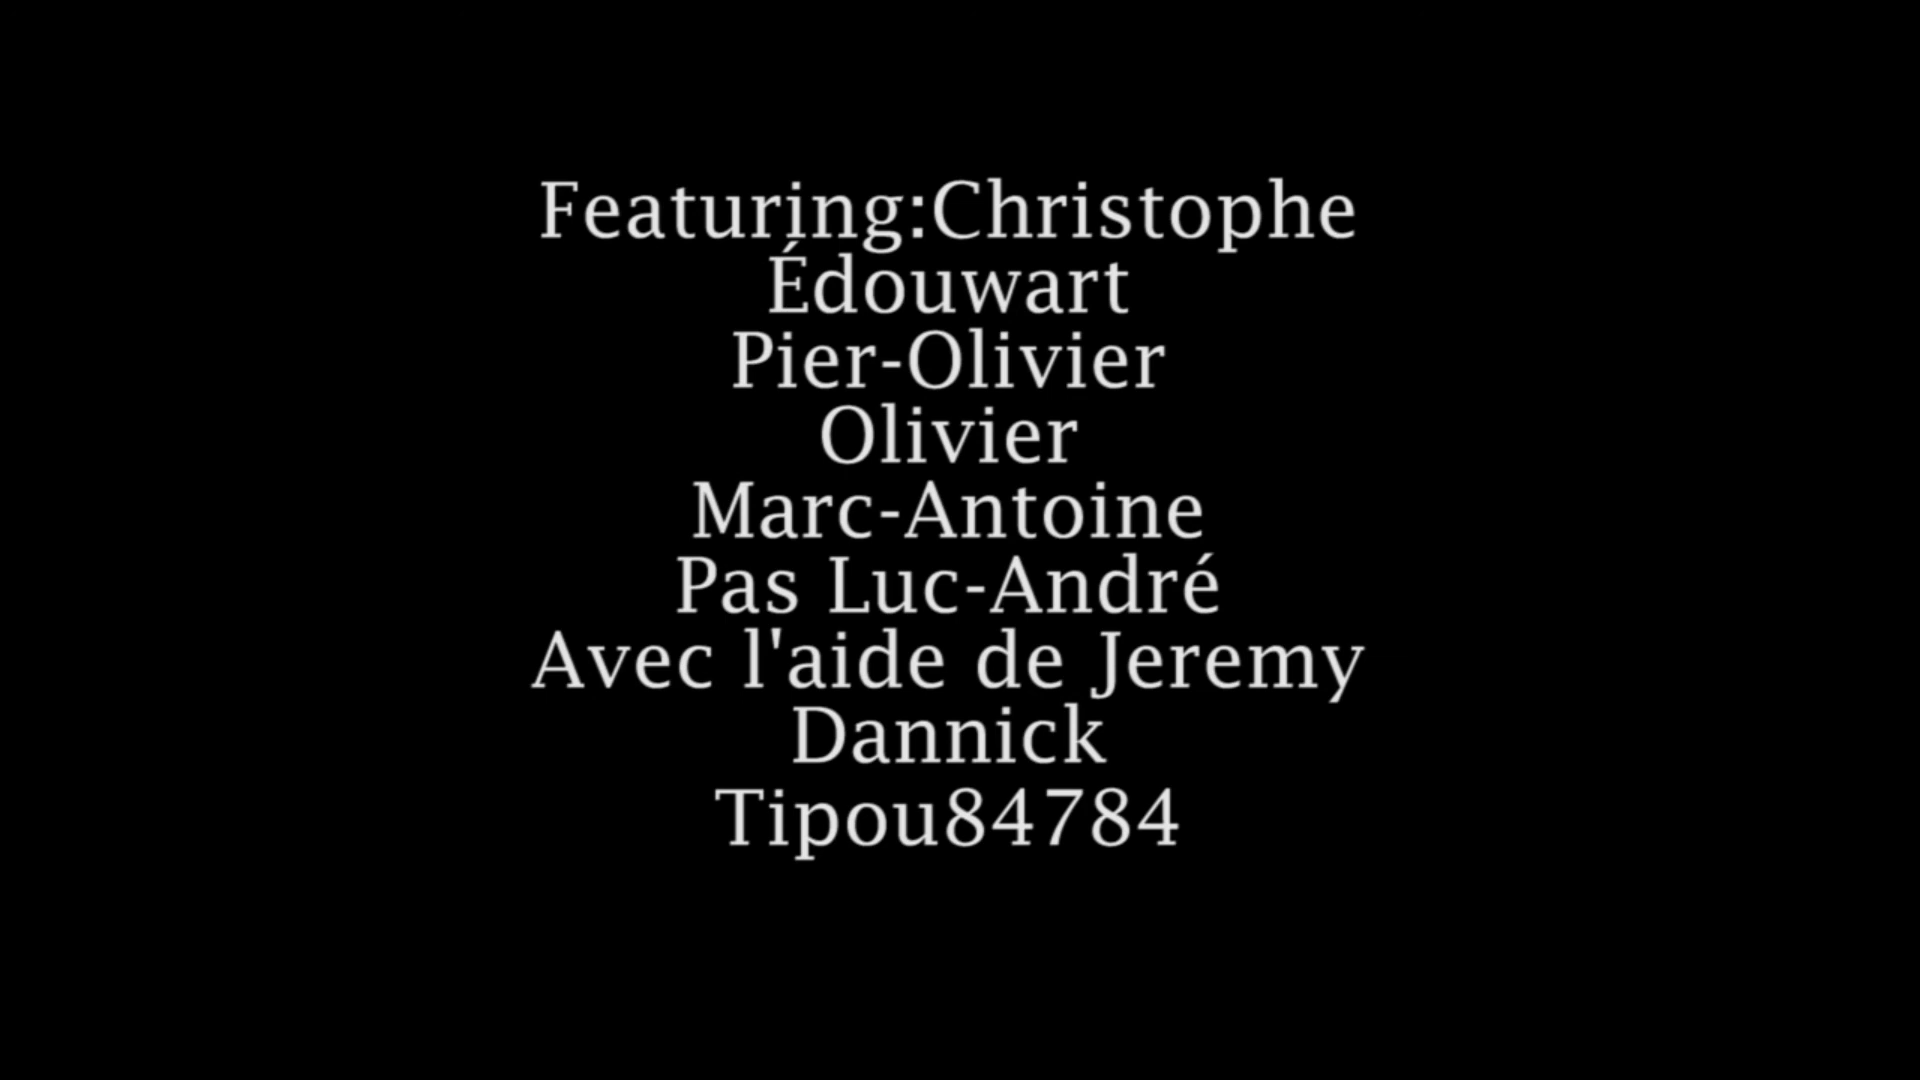 Featuring:Christophe
Édouwart
Pier-Olivier
Olivier
Marc-Antoine
Pas Luc-André
Avec l'aide de Jeremy
Dannick
Tipou84784